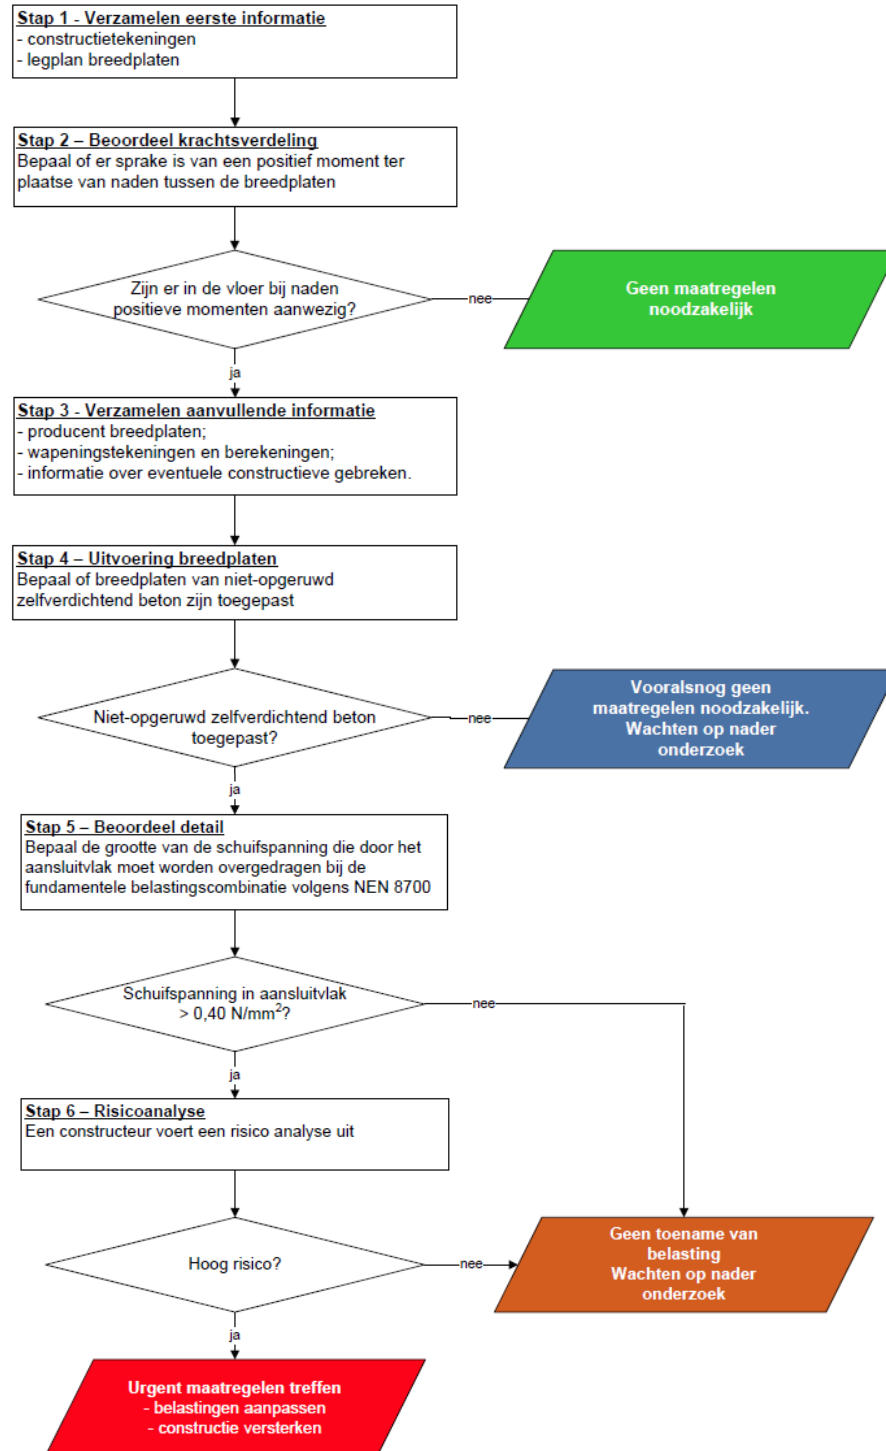 Stap 1 - Verzamelen eerste informatie
- constructietekeningen
- legplan breedplaten
Stap 2 – Beoordeel krachtsverdeling
Bepaal of er sprake is van een positief moment ter
plaatse van naden tussen de breedplaten
Zijn er in de vloer bij naden
positieve momenten aanwezig?
nee
Geen maatregelen
noodzakelijk
ja
Stap 3 - Verzamelen aanvullende informatie
- producent breedplaten;
- wapeningstekeningen en berekeningen;
- informatie over eventuele constructieve gebreken.
Stap 4 – Uitvoering breedplaten
Bepaal of breedplaten van niet-opgeruwd
zelfverdichtend beton zijn toegepast
Niet-opgeruwd zelfverdichtend beton
toegepast?
nee
Vooralsnog geen
maatregelen noodzakelijk.
Wachten op nader
onderzoek
ja
Stap 5 – Beoordeel detail
Bepaal de grootte van de schuifspanning die door het
aansluitvlak moet worden overgedragen bij de
fundamentele belastingscombinatie volgens NEN 8700
Schuifspanning in aansluitvlak
> 0,40 N/mm²?
nee
ja
Stap 6 – Risicoanalyse
Een constructeur voert een risico analyse uit
Hoog risico?
nee
Geen toename van
belasting
Wachten op nader
onderzoek
ja
Urgent maatregelen treffen
- belastingen aanpassen
- constructie versterken